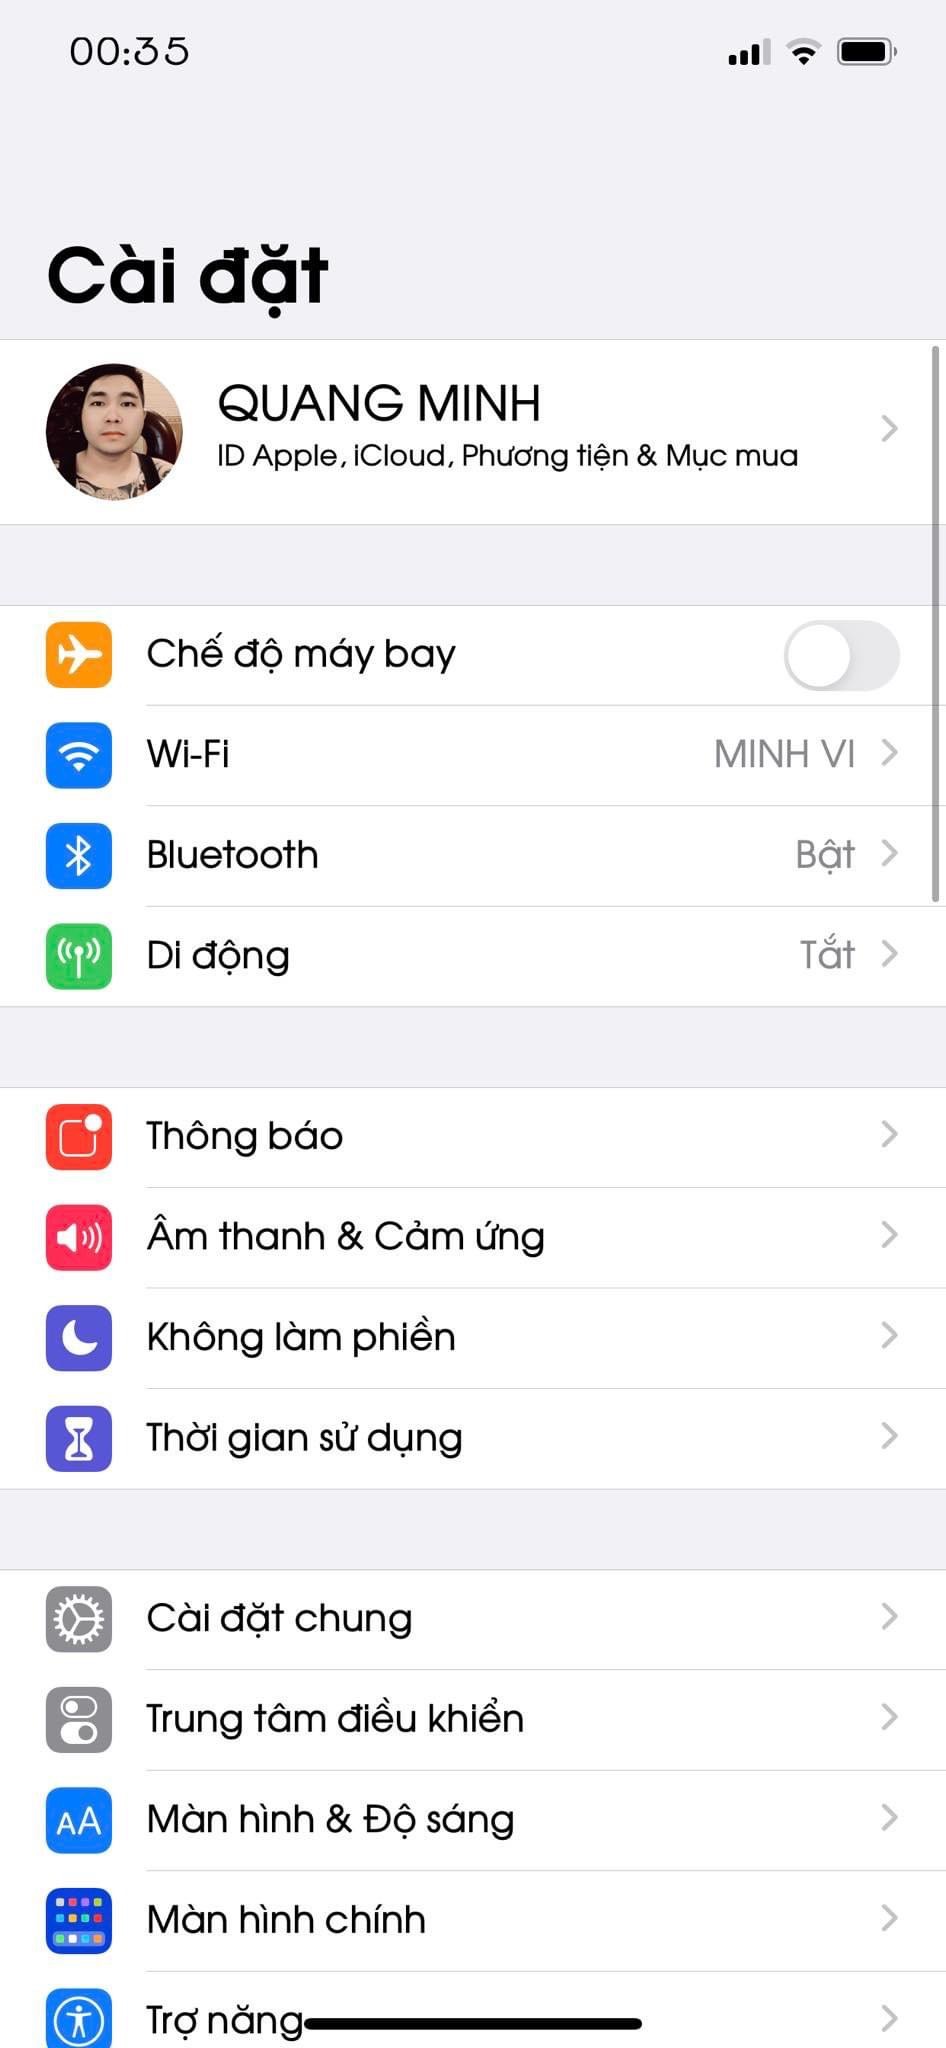 00:35
Cài đặt
QUANG MINH
ID Apple, iCloud, Phương tiện & Mục mua
Chế độ máy bay
Wi-Fi MINH VI
Bluetooth Bật
Di động Tắt
Thông báo
Âm thanh & Cảm ứng
Không làm phiền
Thời gian sử dụng
Cài đặt chung
Trung tâm điều khiển
AA Màn hình & Độ sáng
Màn hình chính
Trợ năng